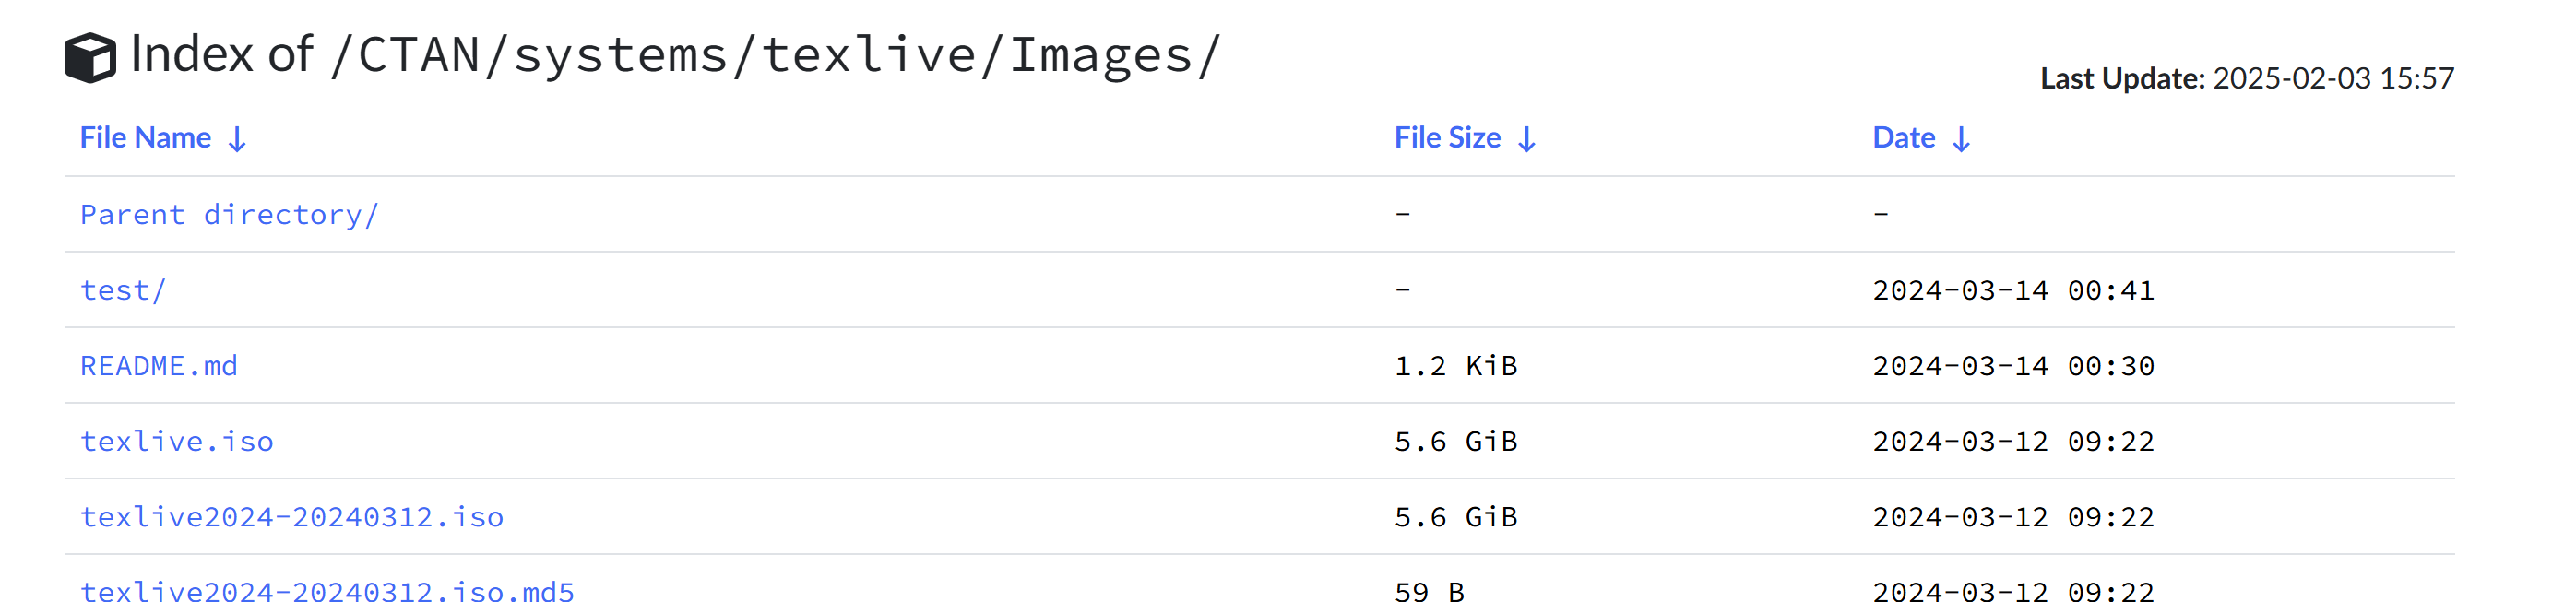 Index of /CTAN/systems/texlive/Images/
Last Update: 2025-02-03 15:57
File Name ↓ File Size ↓ Date ↓
Parent directory/ - -
test/ - 2024-03-14 00:41
README.md 1.2 KiB 2024-03-14 00:30
texlive.iso 5.6 GiB 2024-03-12 09:22
texlive2024-20240312.iso 5.6 GiB 2024-03-12 09:22
texlive2024-20240312.iso.md5 59 B 2024-03-12 09:22